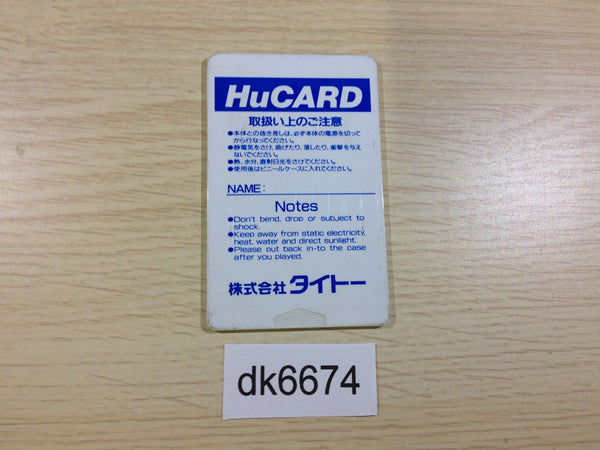 HuCARD
取扱い上のご注意
●本体との抜き差しは、必ず本体の電源を切って
から行なってください。
●静電気をさけ、曲げたり、落したり、衝撃を与え
ないでください。
●熱、水分、直射日光をさけてください。
●使用後はビニールケースに入れてください。
NAME:
Notes
●Don't bend, drop or subject to
shock.
●Keep away from static electricity,
heat, water and direct sunlight.
●Please put back in-to the case
after you played.
株式会社 タイトー
dk6674